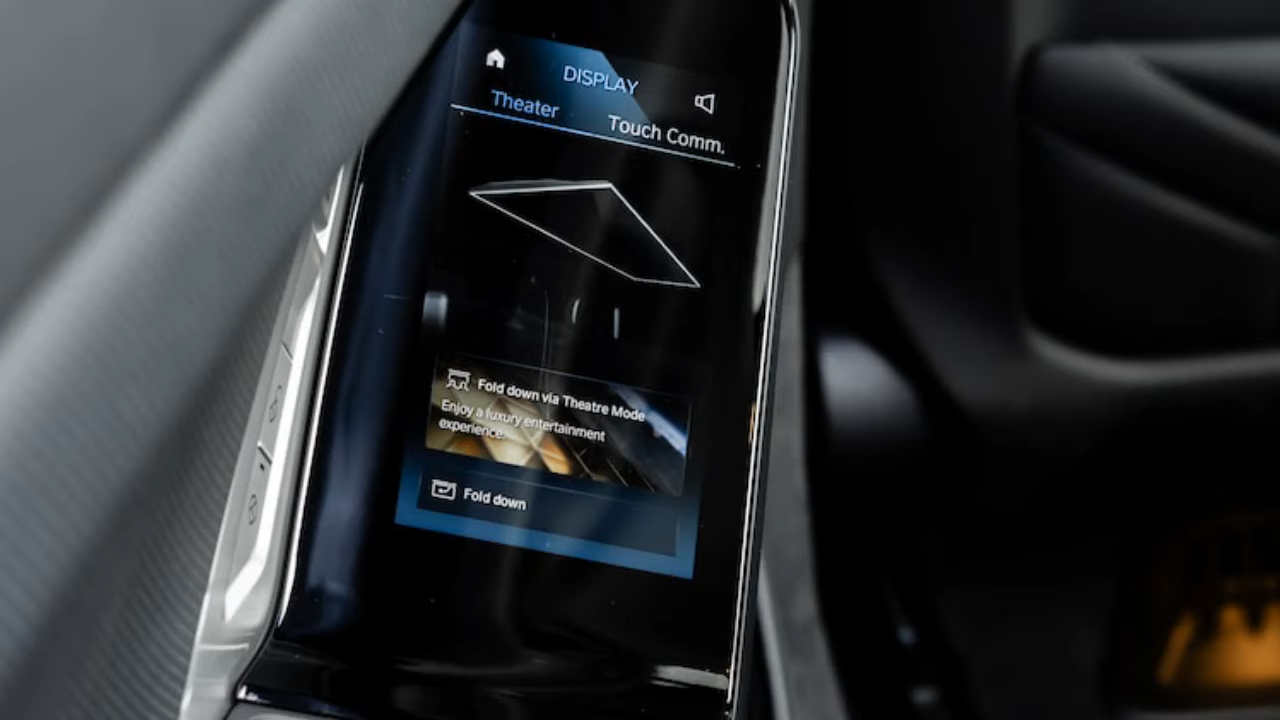 DISPLAY
Theater
Touch Comm.
Fold down via Theatre Mode
Enjoy a luxury entertainment
experience.
Fold down